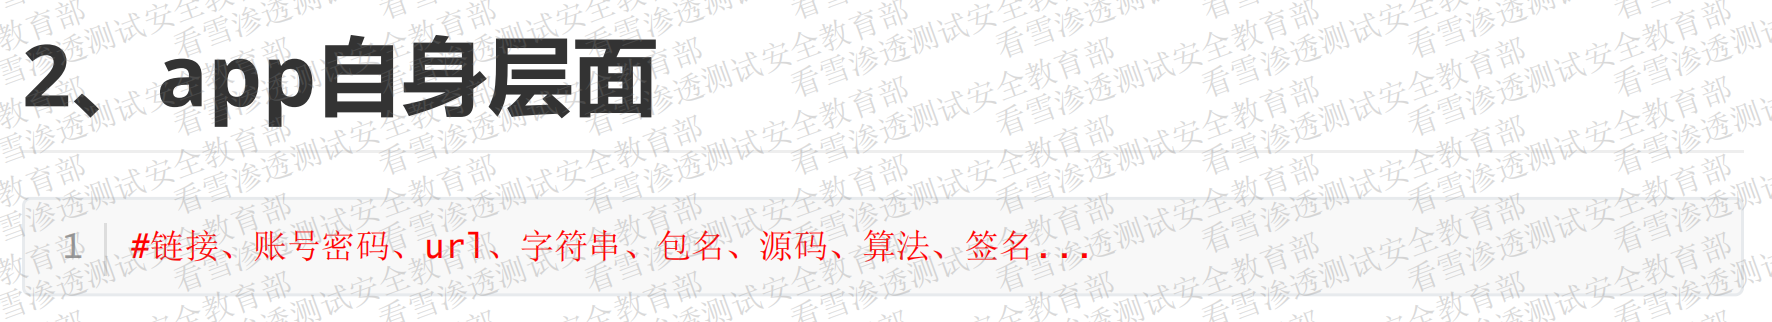 2、 app自身层面
1 #链接、账号密码、url、字符串、包名、源码、算法、签名...
看雪渗透测试安全教育部